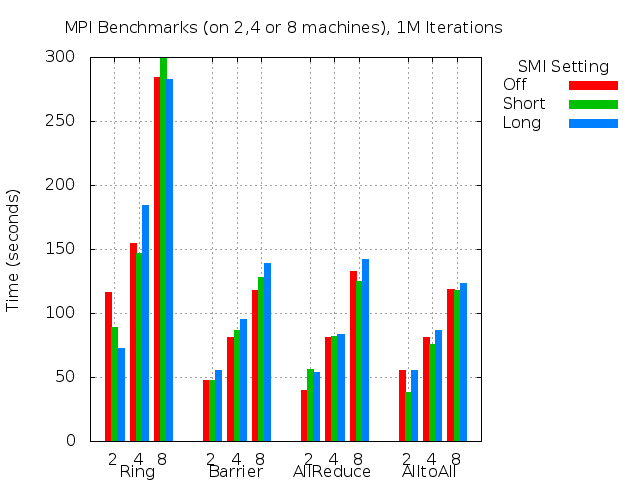 MPI Benchmarks (on 2,4 or 8 machines), 1M Iterations
SMI Setting
Off
Short
Long
Time (seconds)
300
250
200
150
100
50
0
2 4 8 2 4 8 2 4 8 2 4 8
Ring Barrier AllReduce AlltoAll